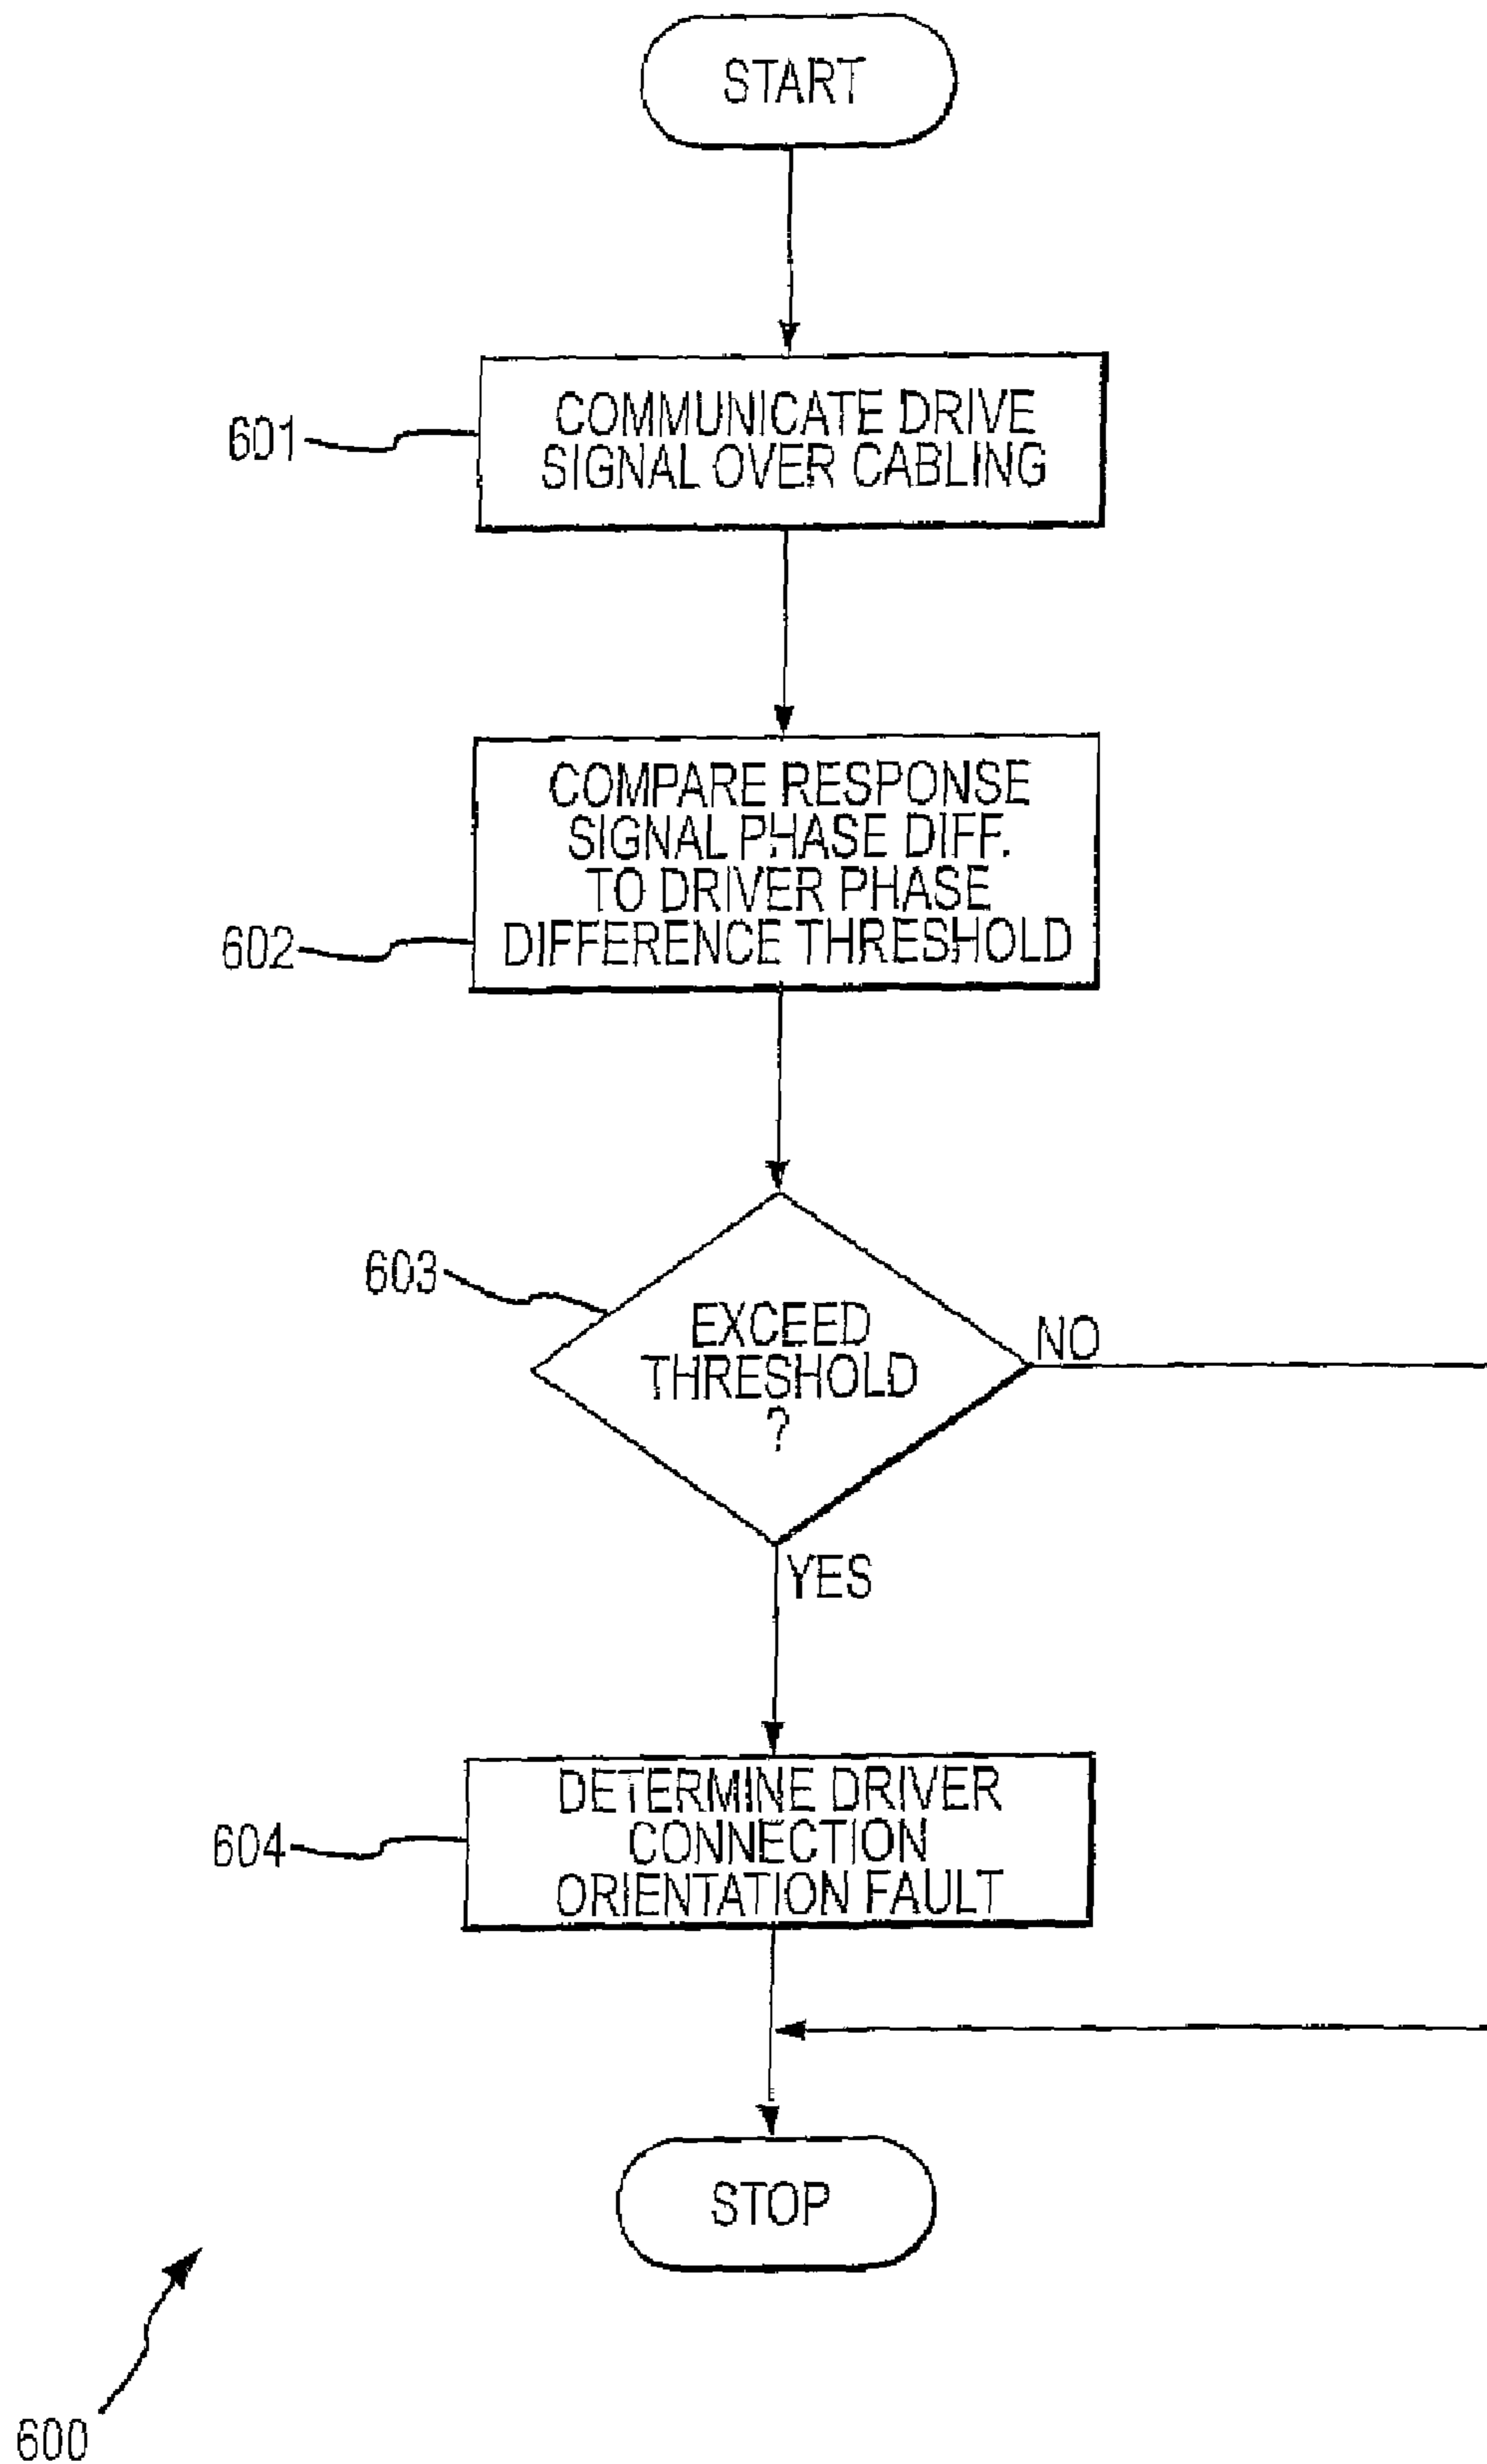 START
601
COMMUNICATE DRIVE
SIGNAL OVER CABLING
602
COMPARE RESPONSE
SIGNAL PHASE DIFF.
TO DRIVER PHASE
DIFFERENCE THRESHOLD
603
EXCEED
THRESHOLD
?
NO
YES
604
DETERMINE DRIVER
CONNECTION
ORIENTATION FAULT
STOP
600